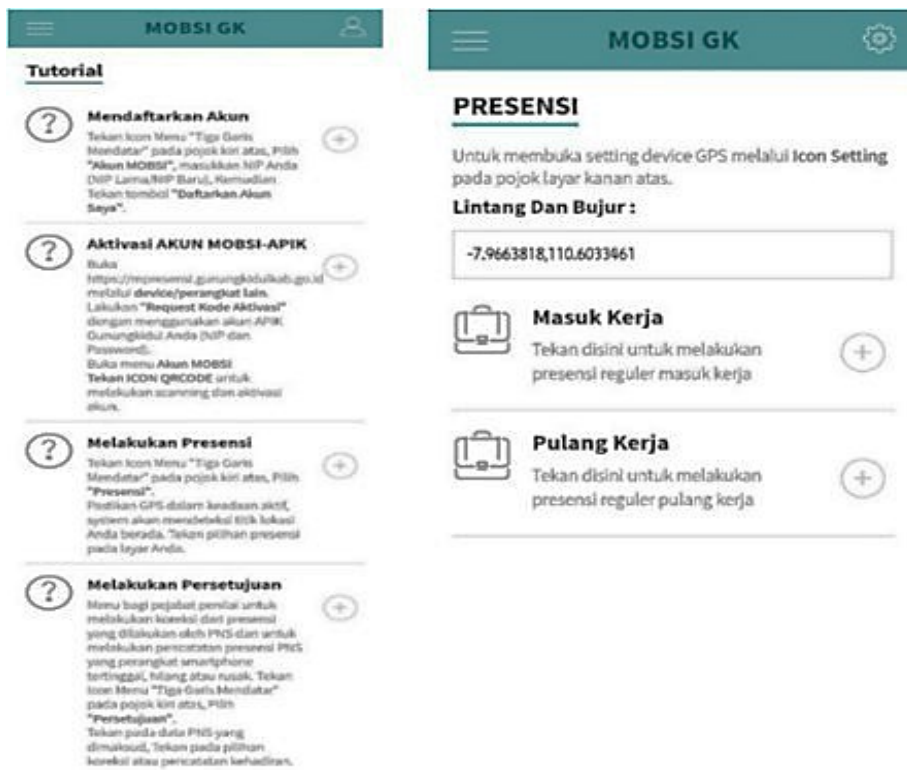 MOBSI GK
Tutorial
Mendaftarkan Akun
Tekan Icon Menu "Tiga Garis
Mendatar" pada pojok kiri atas, Pilih
"Akun MOBSI", masukkan NIP Anda
(NIP Lama/NIP Baru), Kemudian
Tekan tombol "Daftarkan Akun
Saya".
Aktivasi AKUN MOBSI-APIK
Buka
https://mpresensi.gunungkidulkab.go.id
melalui device/perangkat lain.
Lakukan "Request Kode Aktivasi"
dengan menggunakan akun APIK
Gunungkidul Anda (NIP dan
Password).
Buka menu Akun MOBSI
Tekan ICON QRCODE untuk
melakukan scanning dan aktivasi
akun.
Melakukan Presensi
Tekan Icon Menu "Tiga Garis
Mendatar" pada pojok kiri atas, Pilih
"Presensi".
Pastikan GPS dalam keadaan aktif,
system akan mendeteksi titik lokasi
Anda berada. Tekan pilihan presensi
pada layar Anda.
Melakukan Persetujuan
Menu bagi pejabat penilai untuk
melakukan koreksi dari presensi
yang dilakukan oleh PNS dan untuk
melakukan pencatatan presensi PNS
yang perangkat smartphone
tertinggal, hilang atau rusak. Tekan
Icon Menu "Tiga Garis Mendatar"
pada pojok kiri atas, Pilih
"Persetujuan".
Tekan pada data PNS yang
dimaksud, Tekan pada pilihan
koreksi atau pencatatan kehadiran.
MOBSI GK
PRESENSI
Untuk membuka setting device GPS melalui Icon Setting
pada pojok layar kanan atas.
Lintang Dan Bujur :
-7.9663818,110.6033461
Masuk Kerja
Tekan disini untuk melakukan
presensi reguler masuk kerja
Pulang Kerja
Tekan disini untuk melakukan
presensi reguler pulang kerja